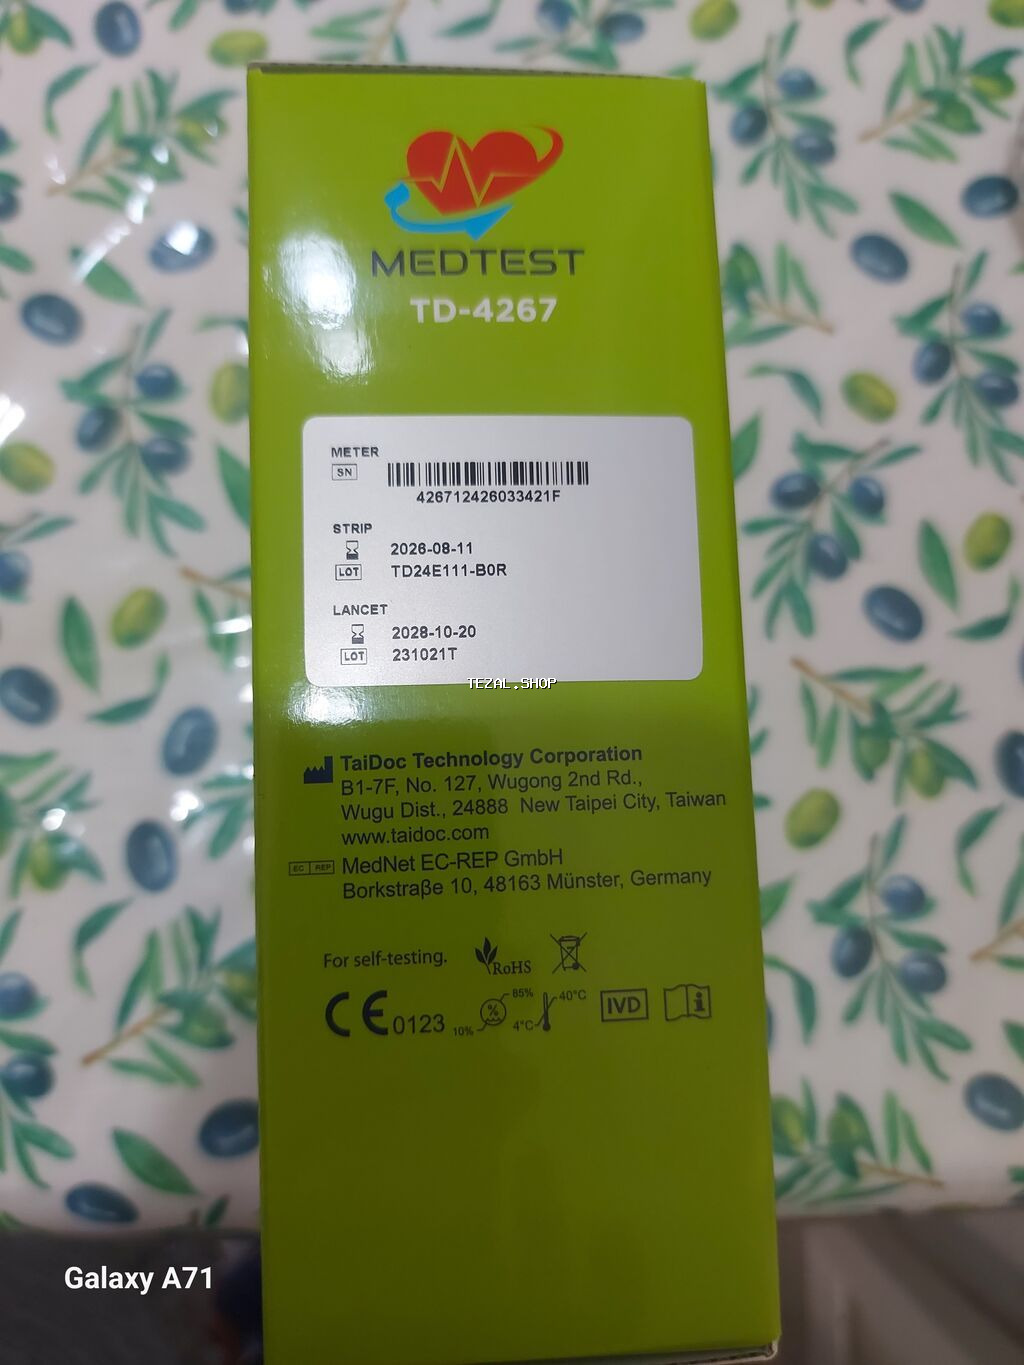 MEDTEST
TD-4267
METER
SN
426712426033421F
STRIP
2026-08-11
LOT TD24E111-B0R
LANCET
2028-10-20
LOT 231021T
TEZAL.SHOP
TaiDoc Technology Corporation
B1-7F, No. 127, Wugong 2nd Rd.,
Wugu Dist., 24888 New Taipei City, Taiwan
www.taidoc.com
EC REP MedNet EC-REP GmbH
Borkstraβe 10, 48163 Münster, Germany
For self-testing. RoHS
CE 0123 10% % 85% 4°C 40°C IVD i
Galaxy A71